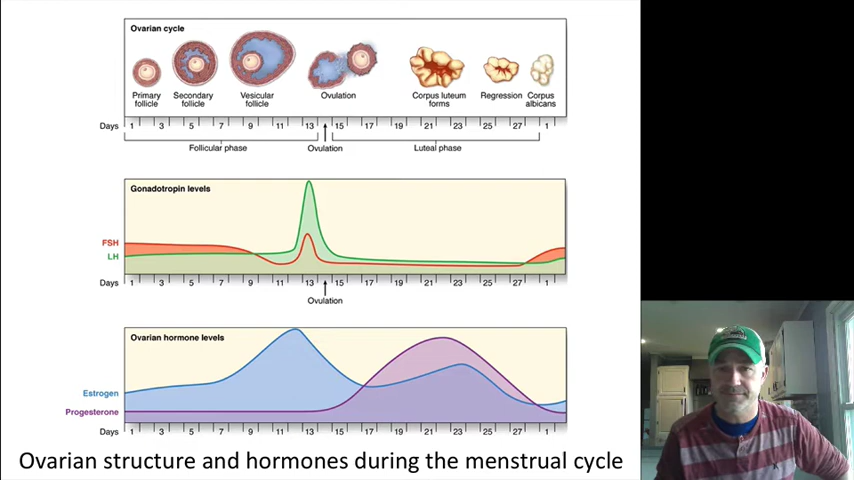 Ovarian cycle
Primary follicle
Secondary follicle
Vesicular follicle
Ovulation
Corpus luteum forms
Regression
Corpus albicans
Days 1 3 5 7 9 11 13 15 17 19 21 23 25 27 1
Follicular phase
Ovulation
Luteal phase
Gonadotropin levels
FSH
LH
Days 1 3 5 7 9 11 13 15 17 19 21 23 25 27 1
Ovulation
Ovarian hormone levels
Estrogen
Progesterone
Days 1 3 5 7 9 11 13 15 17 19 21 23 25 27 1
Ovarian structure and hormones during the menstrual cycle